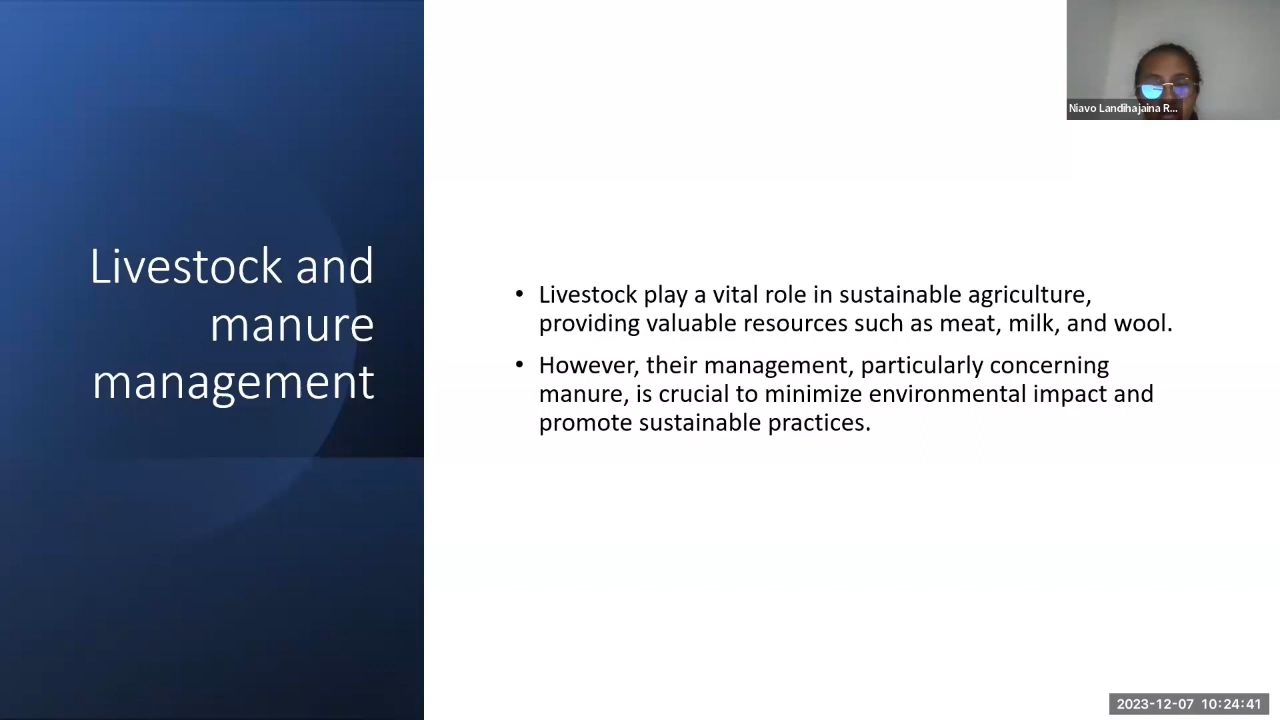 Livestock and
manure
management
• Livestock play a vital role in sustainable agriculture,
providing valuable resources such as meat, milk, and wool.
• However, their management, particularly concerning
manure, is crucial to minimize environmental impact and
promote sustainable practices.
Niavo Landihajaina R...
2023-12-07 10:24:41